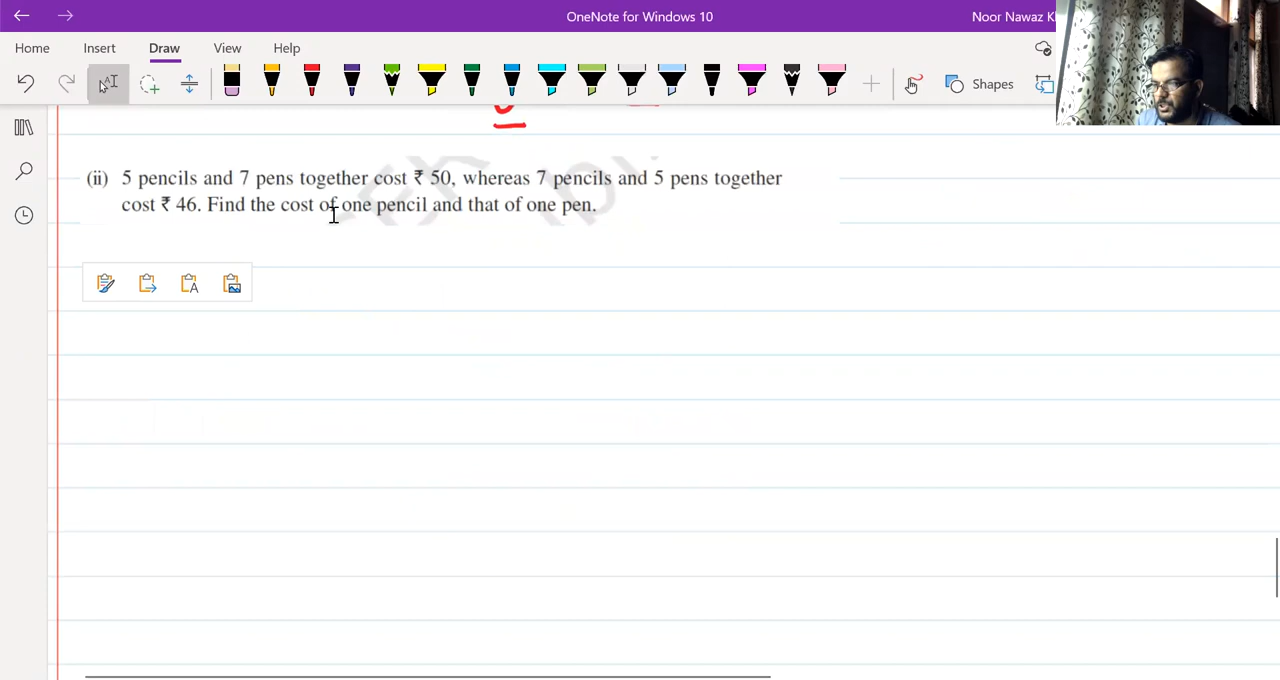 OneNote for Windows 10
Noor Nawaz
Home Insert Draw View Help
Shapes
(ii) 5 pencils and 7 pens together cost ₹ 50, whereas 7 pencils and 5 pens together
cost ₹ 46. Find the cost of one pencil and that of one pen.